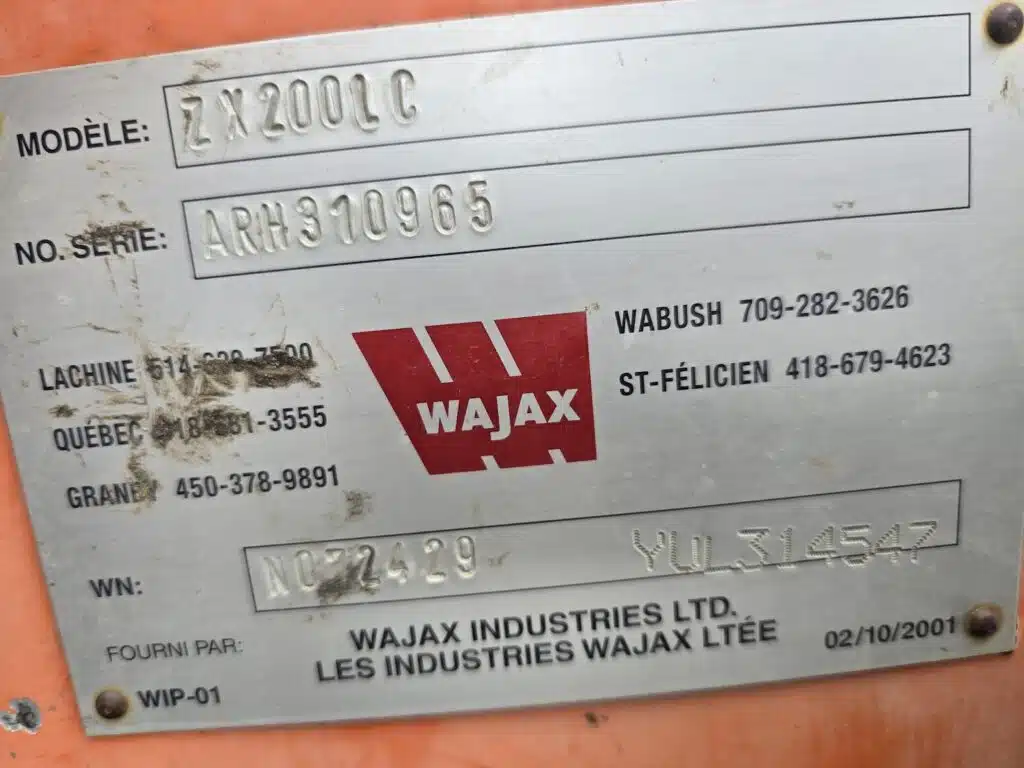 MODÈLE: ZX200LC
NO. SÉRIE: ARH310965
LACHINE
QUÉBEC
GRANBY 450-378-9891
WAJAX
WABUSH 709-282-3626
ST-FÉLICIEN 418-679-4623
WN: YUL314547
FOURNI PAR: WAJAX INDUSTRIES LTD.
LES INDUSTRIES WAJAX LTÉE
02/10/2001
WIP-01